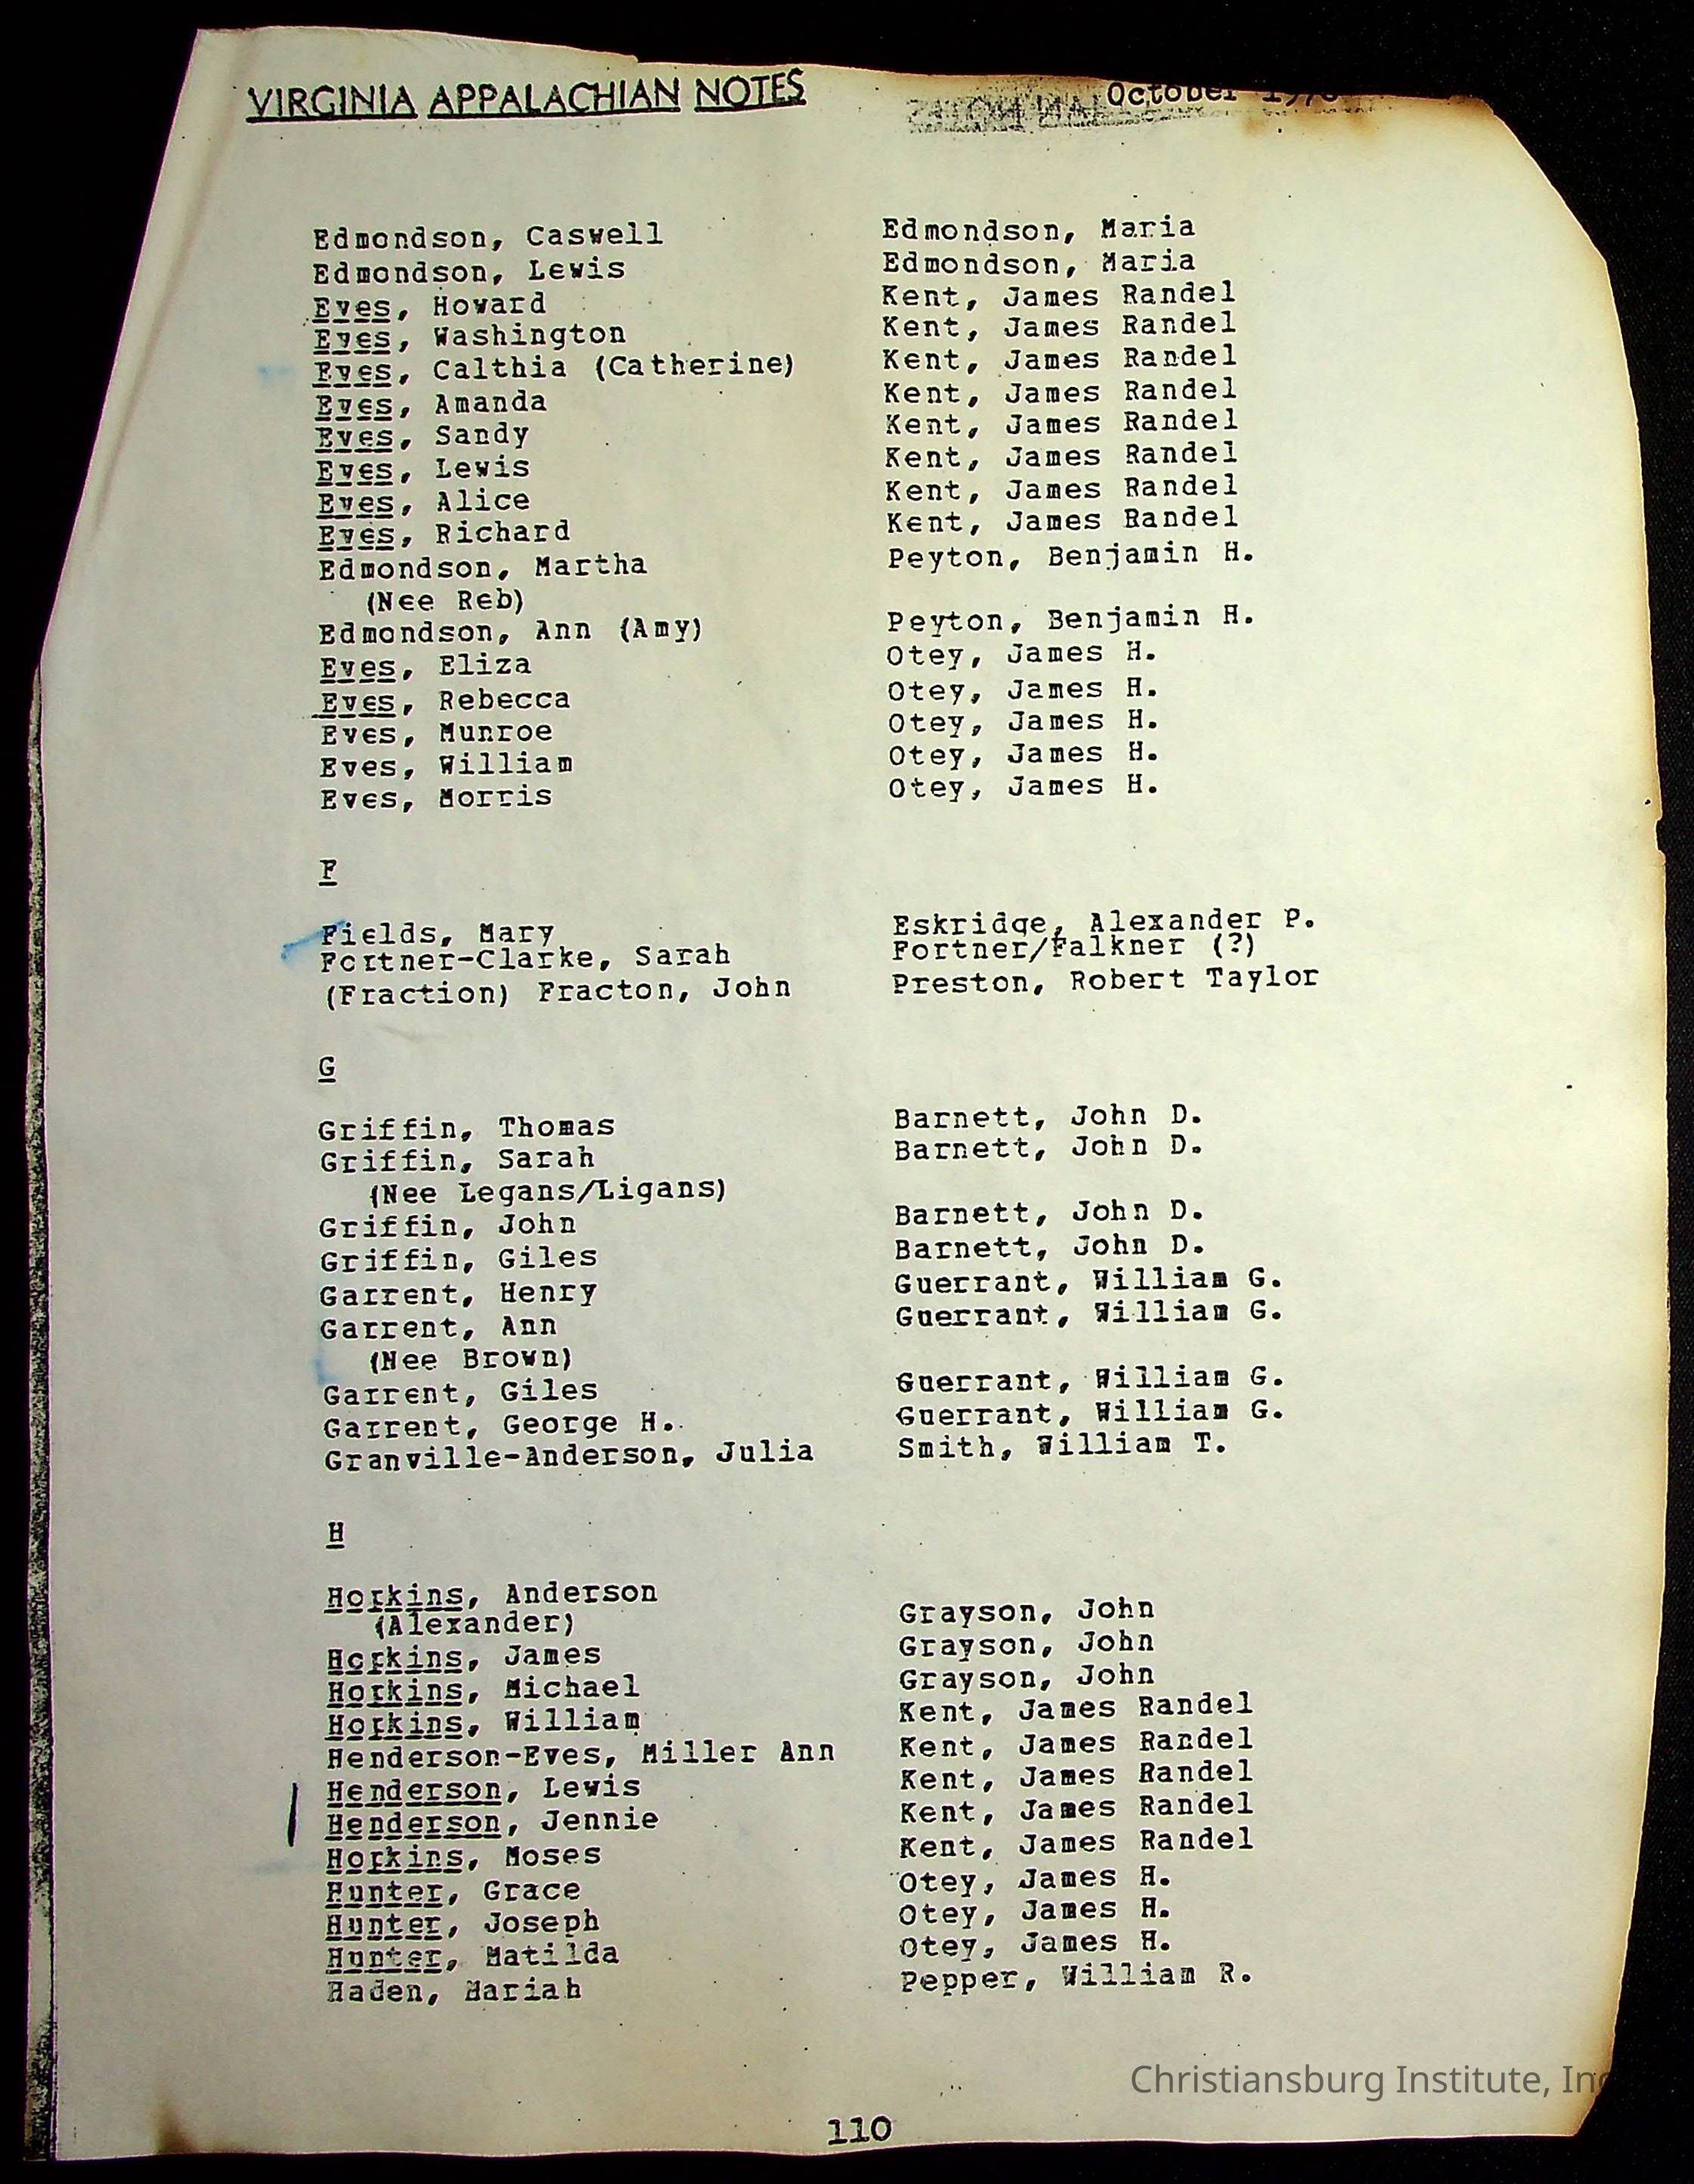 VIRGINIA APPALACHIAN NOTES October
Edmondson, Caswell Edmondson, Maria
Edmondson, Lewis Edmondson, Maria
Eves, Howard Kent, James Randel
Eves, Washington Kent, James Randel
Eves, Calthia (Catherine) Kent, James Randel
Eves, Amanda Kent, James Randel
Eves, Sandy Kent, James Randel
Eves, Lewis Kent, James Randel
Eves, Alice Kent, James Randel
Eves, Richard Kent, James Randel
Edmondson, Martha Peyton, Benjamin H.
(Nee Reb)
Edmondson, Ann (Amy) Peyton, Benjamin H.
Eves, Eliza Otey, James H.
Eves, Rebecca Otey, James H.
Eves, Munroe Otey, James H.
Eves, William Otey, James H.
Eves, Morris Otey, James H.
F
Fields, Mary Eskridge, Alexander P.
Fortner-Clarke, Sarah Fortner/Falkner (?)
(Fraction) Fracton, John Preston, Robert Taylor
G
Griffin, Thomas Barnett, John D.
Griffin, Sarah Barnett, John D.
(Nee Legans/Ligans)
Griffin, John Barnett, John D.
Griffin, Giles Barnett, John D.
Garrent, Henry Guerrant, William G.
Garrent, Ann Guerrant, William G.
(Nee Brown)
Garrent, Giles Guerrant, William G.
Garrent, George H. Guerrant, William G.
Granville-Anderson, Julia Smith, William T.
H
Horkins, Anderson Grayson, John
(Alexander)
Horkins, James Grayson, John
Horkins, Michael Grayson, John
Horkins, William Kent, James Randel
Henderson-Eves, Miller Ann Kent, James Randel
Henderson, Lewis Kent, James Randel
Henderson, Jennie Kent, James Randel
Horkins, Moses Kent, James Randel
Hunter, Grace Otey, James H.
Hunter, Joseph Otey, James H.
Hunter, Matilda Otey, James H.
Haden, Mariah Pepper, William R.
Christiansburg Institute, Inc
110